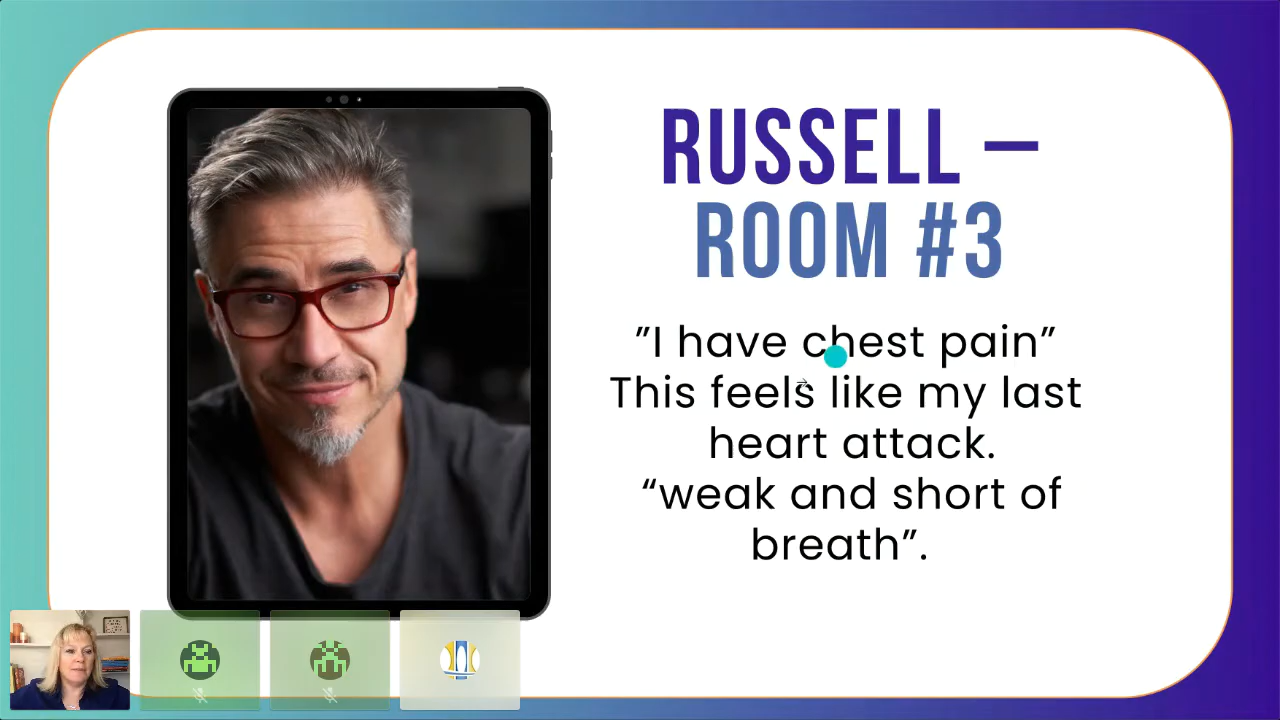 RUSSELL –
ROOM #3
”I have chest pain”
This feels like my last
heart attack.
“weak and short of
breath”.